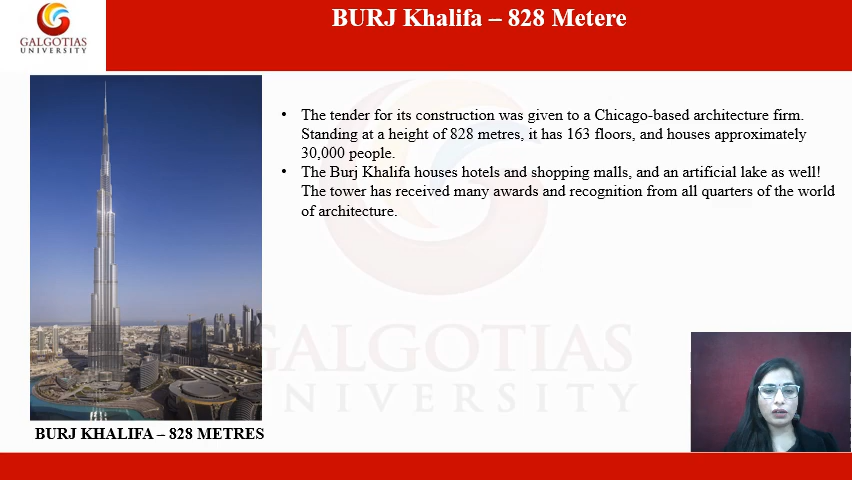 BURJ Khalifa – 828 Metere
GALGOTIAS
UNIVERSITY
• The tender for its construction was given to a Chicago-based architecture firm.
Standing at a height of 828 metres, it has 163 floors, and houses approximately
30,000 people.
• The Burj Khalifa houses hotels and shopping malls, and an artificial lake as well!
The tower has received many awards and recognition from all quarters of the world
of architecture.
GALGOTIAS
UNIVERSITY
BURJ KHALIFA – 828 METRES